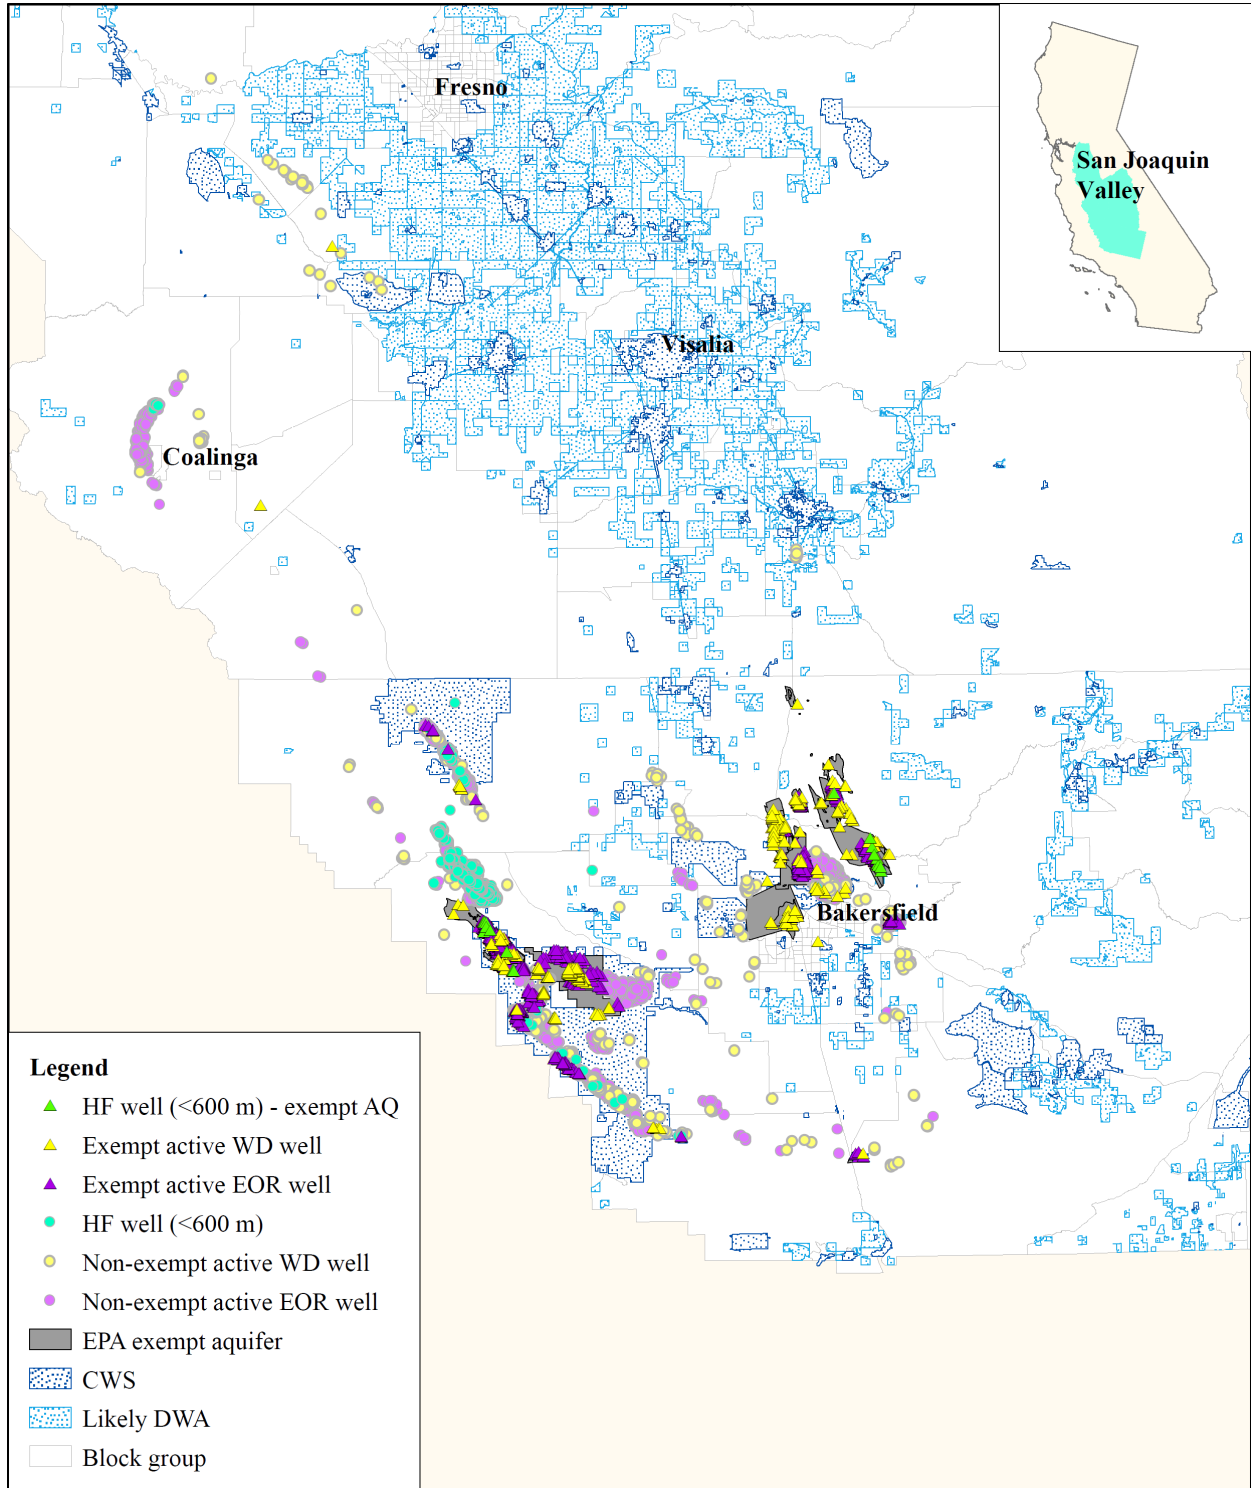 Fresno
San Joaquin
Valley
Visalia
Coalinga
Bakersfield
Legend
HF well (<600 m) - exempt AQ
Exempt active WD well
Exempt active EOR well
HF well (<600 m)
Non-exempt active WD well
Non-exempt active EOR well
EPA exempt aquifer
CWS
Likely DWA
Block group